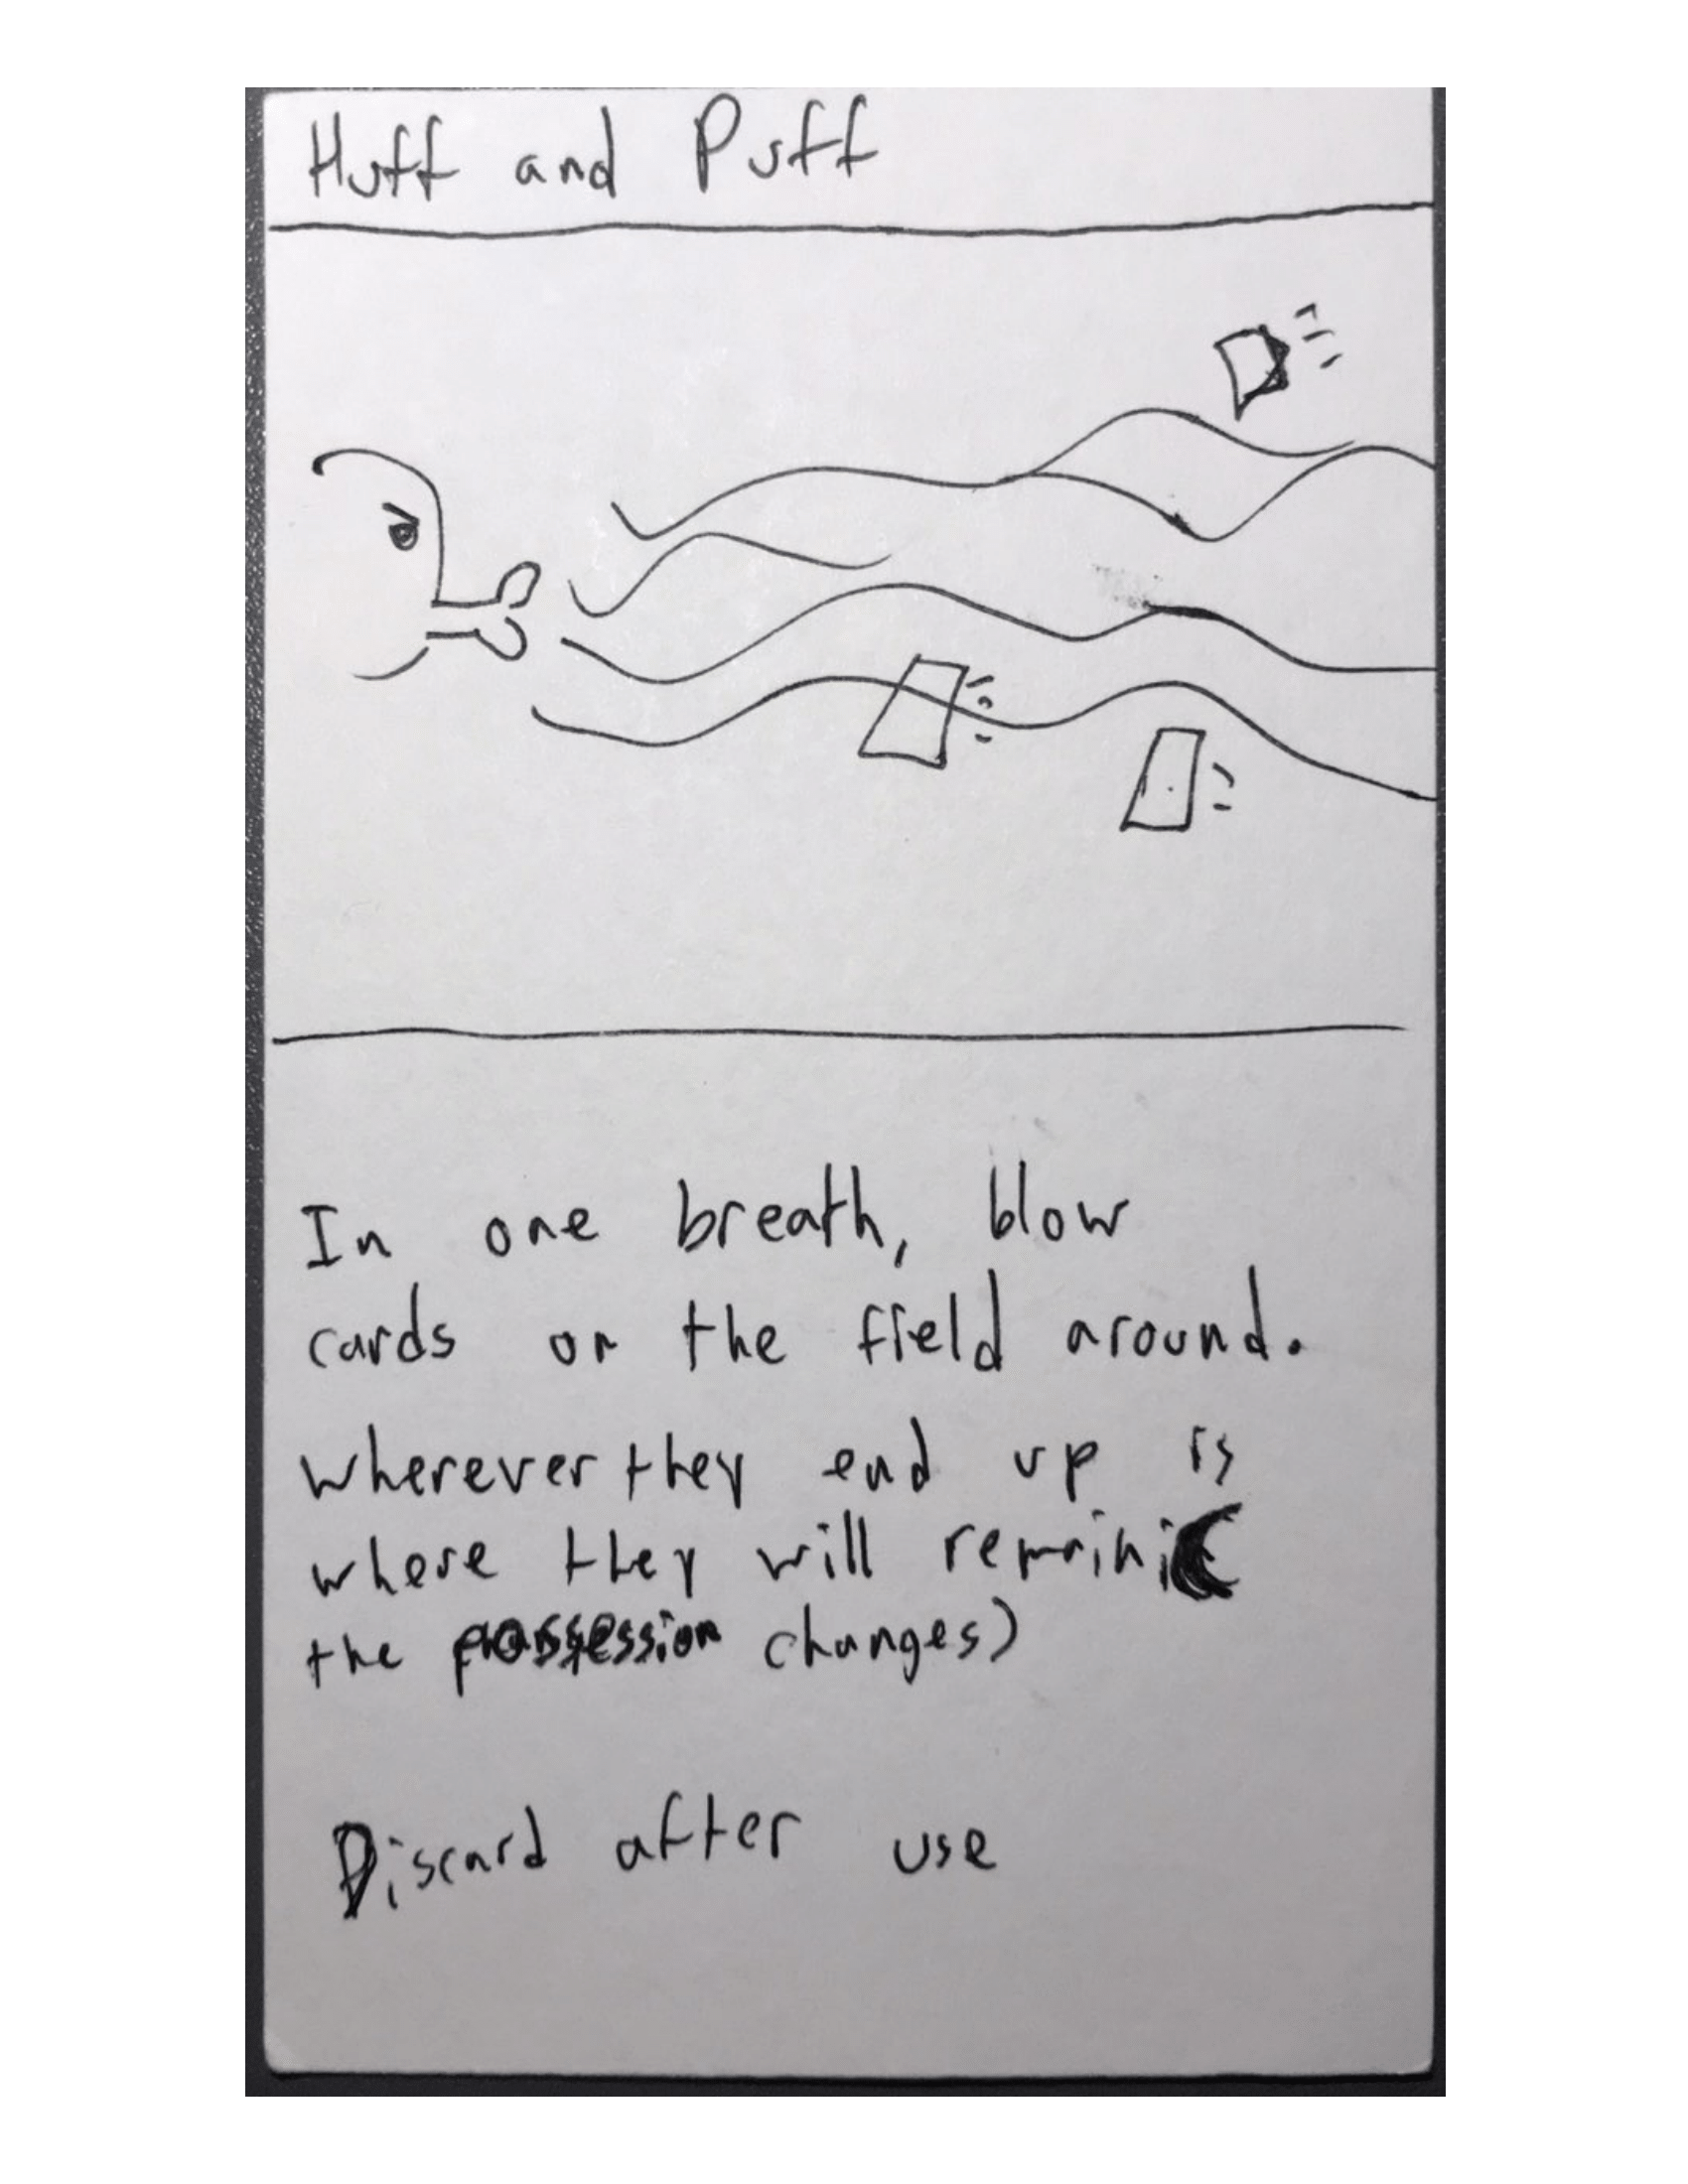 Huff and Puff
In one breath, blow
cards on the field around.
Wherever they end up is
where they will remain (
the possession changes)
Discard after use